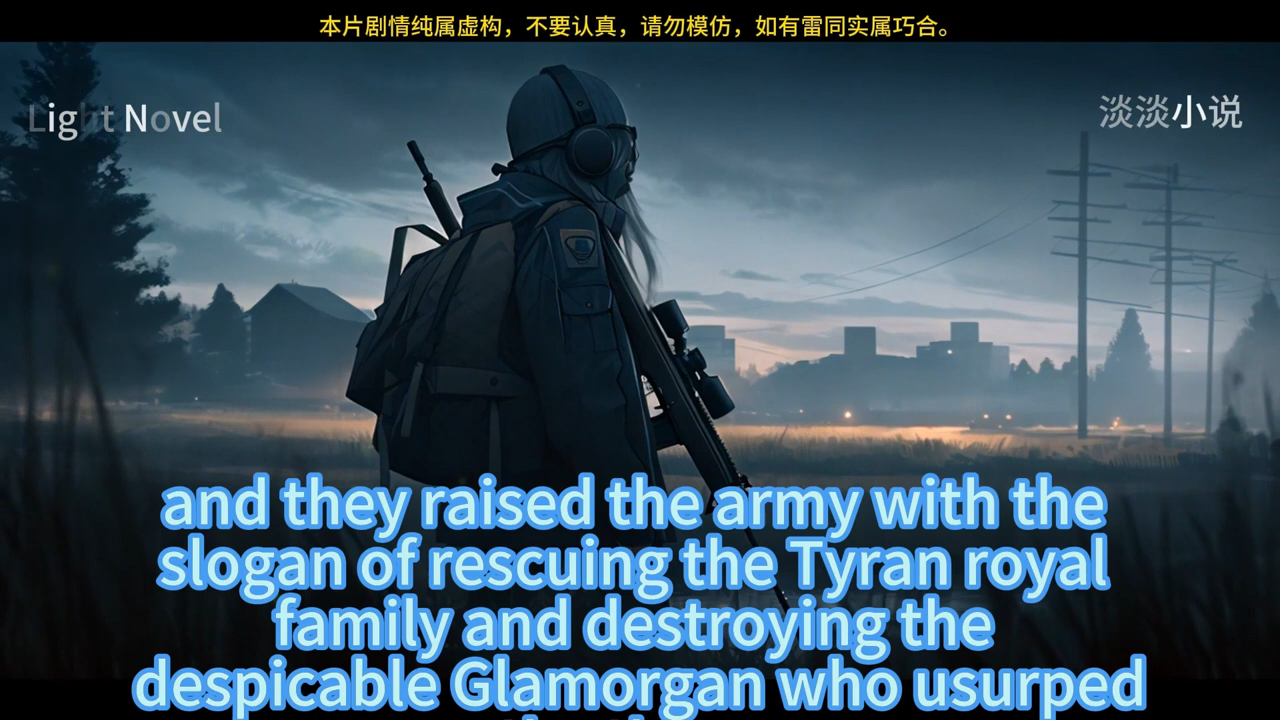 本片剧情纯属虚构，不要认真，请勿模仿，如有雷同实属巧合。
Light Novel
淡淡小说
and they raised the army with the
slogan of rescuing the Tyran royal
family and destroying the
despicable Glamorgan who usurped